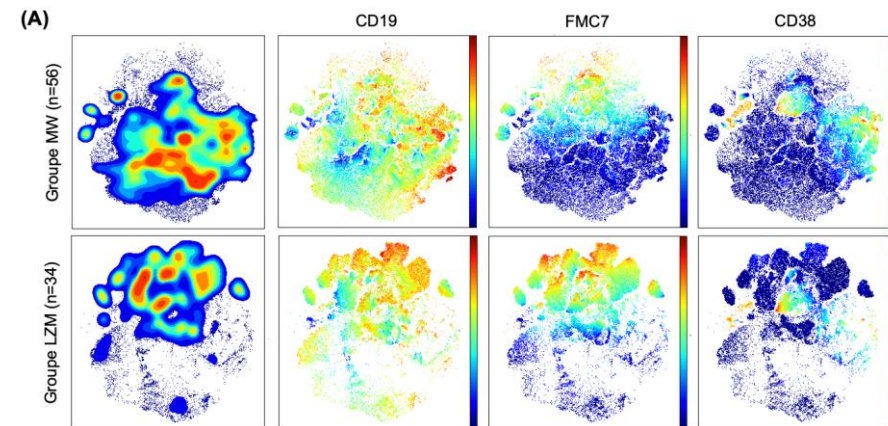 (A)
CD19
FMC7
CD38
Groupe MW (n=56)
Groupe LZM (n=34)